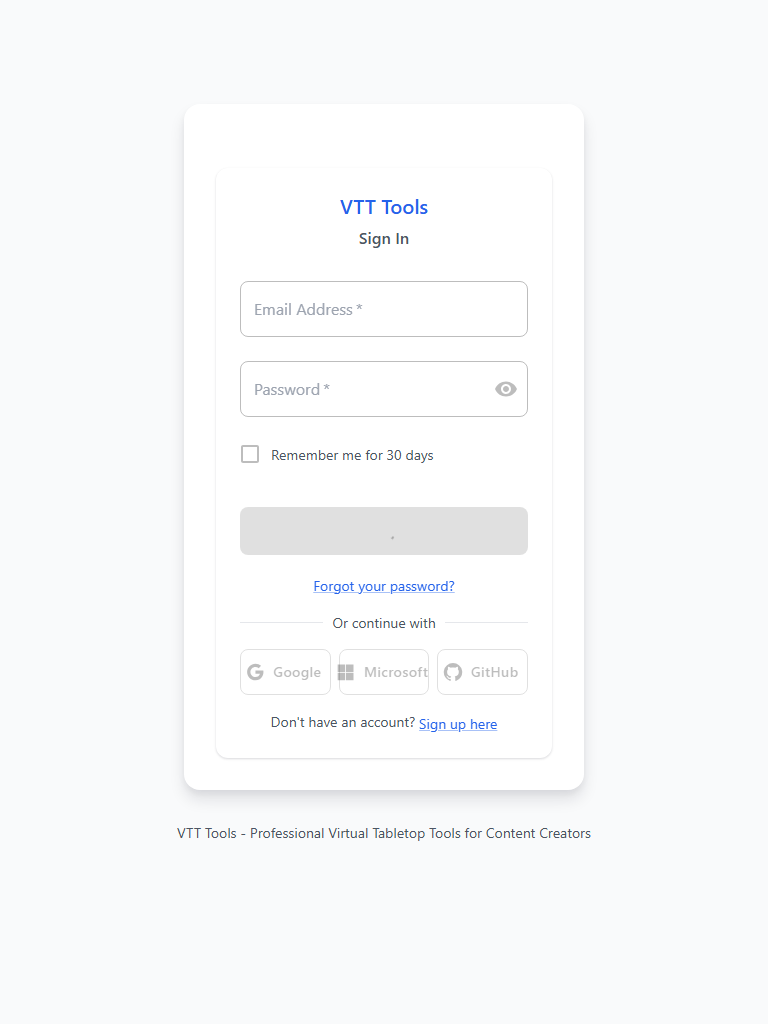 VTT Tools
Sign In
Email Address *
Password *
Remember me for 30 days
Forgot your password?
Or continue with
Google
Microsoft
GitHub
Don't have an account? Sign up here
VTT Tools - Professional Virtual Tabletop Tools for Content Creators